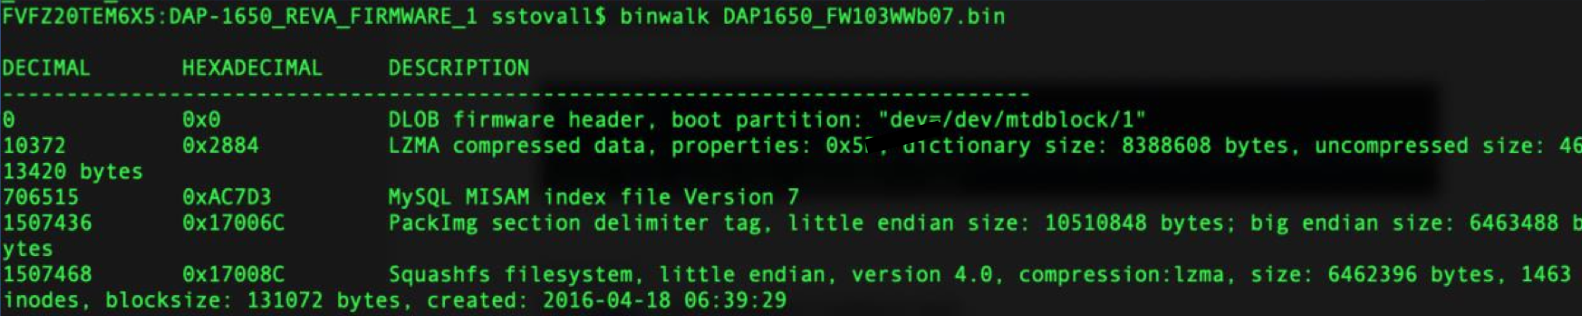 FVFZ20TEM6X5:DAP-1650_REVA_FIRMWARE_1 sstovall$ binwalk DAP1650_FW103WWb07.bin
DECIMAL HEXADECIMAL DESCRIPTION
--------------------------------------------------------------------------------
0 0x0 DLOB firmware header, boot partition: "dev=/dev/mtdblock/1"
10372 0x2884 LZMA compressed data, properties: dictionary size: 8388608 bytes, uncompressed size: 46
13420 bytes
706515 0xAC7D3 MySQL MISAM index file Version 7
1507436 0x17006C PackImg section delimiter tag, little endian size: 10510848 bytes; big endian size: 6463488 b
ytes
1507468 0x17008C Squashfs filesystem, little endian, version 4.0, compression:lzma, size: 6462396 bytes, 1463
inodes, blocksize: 131072 bytes, created: 2016-04-18 06:39:29